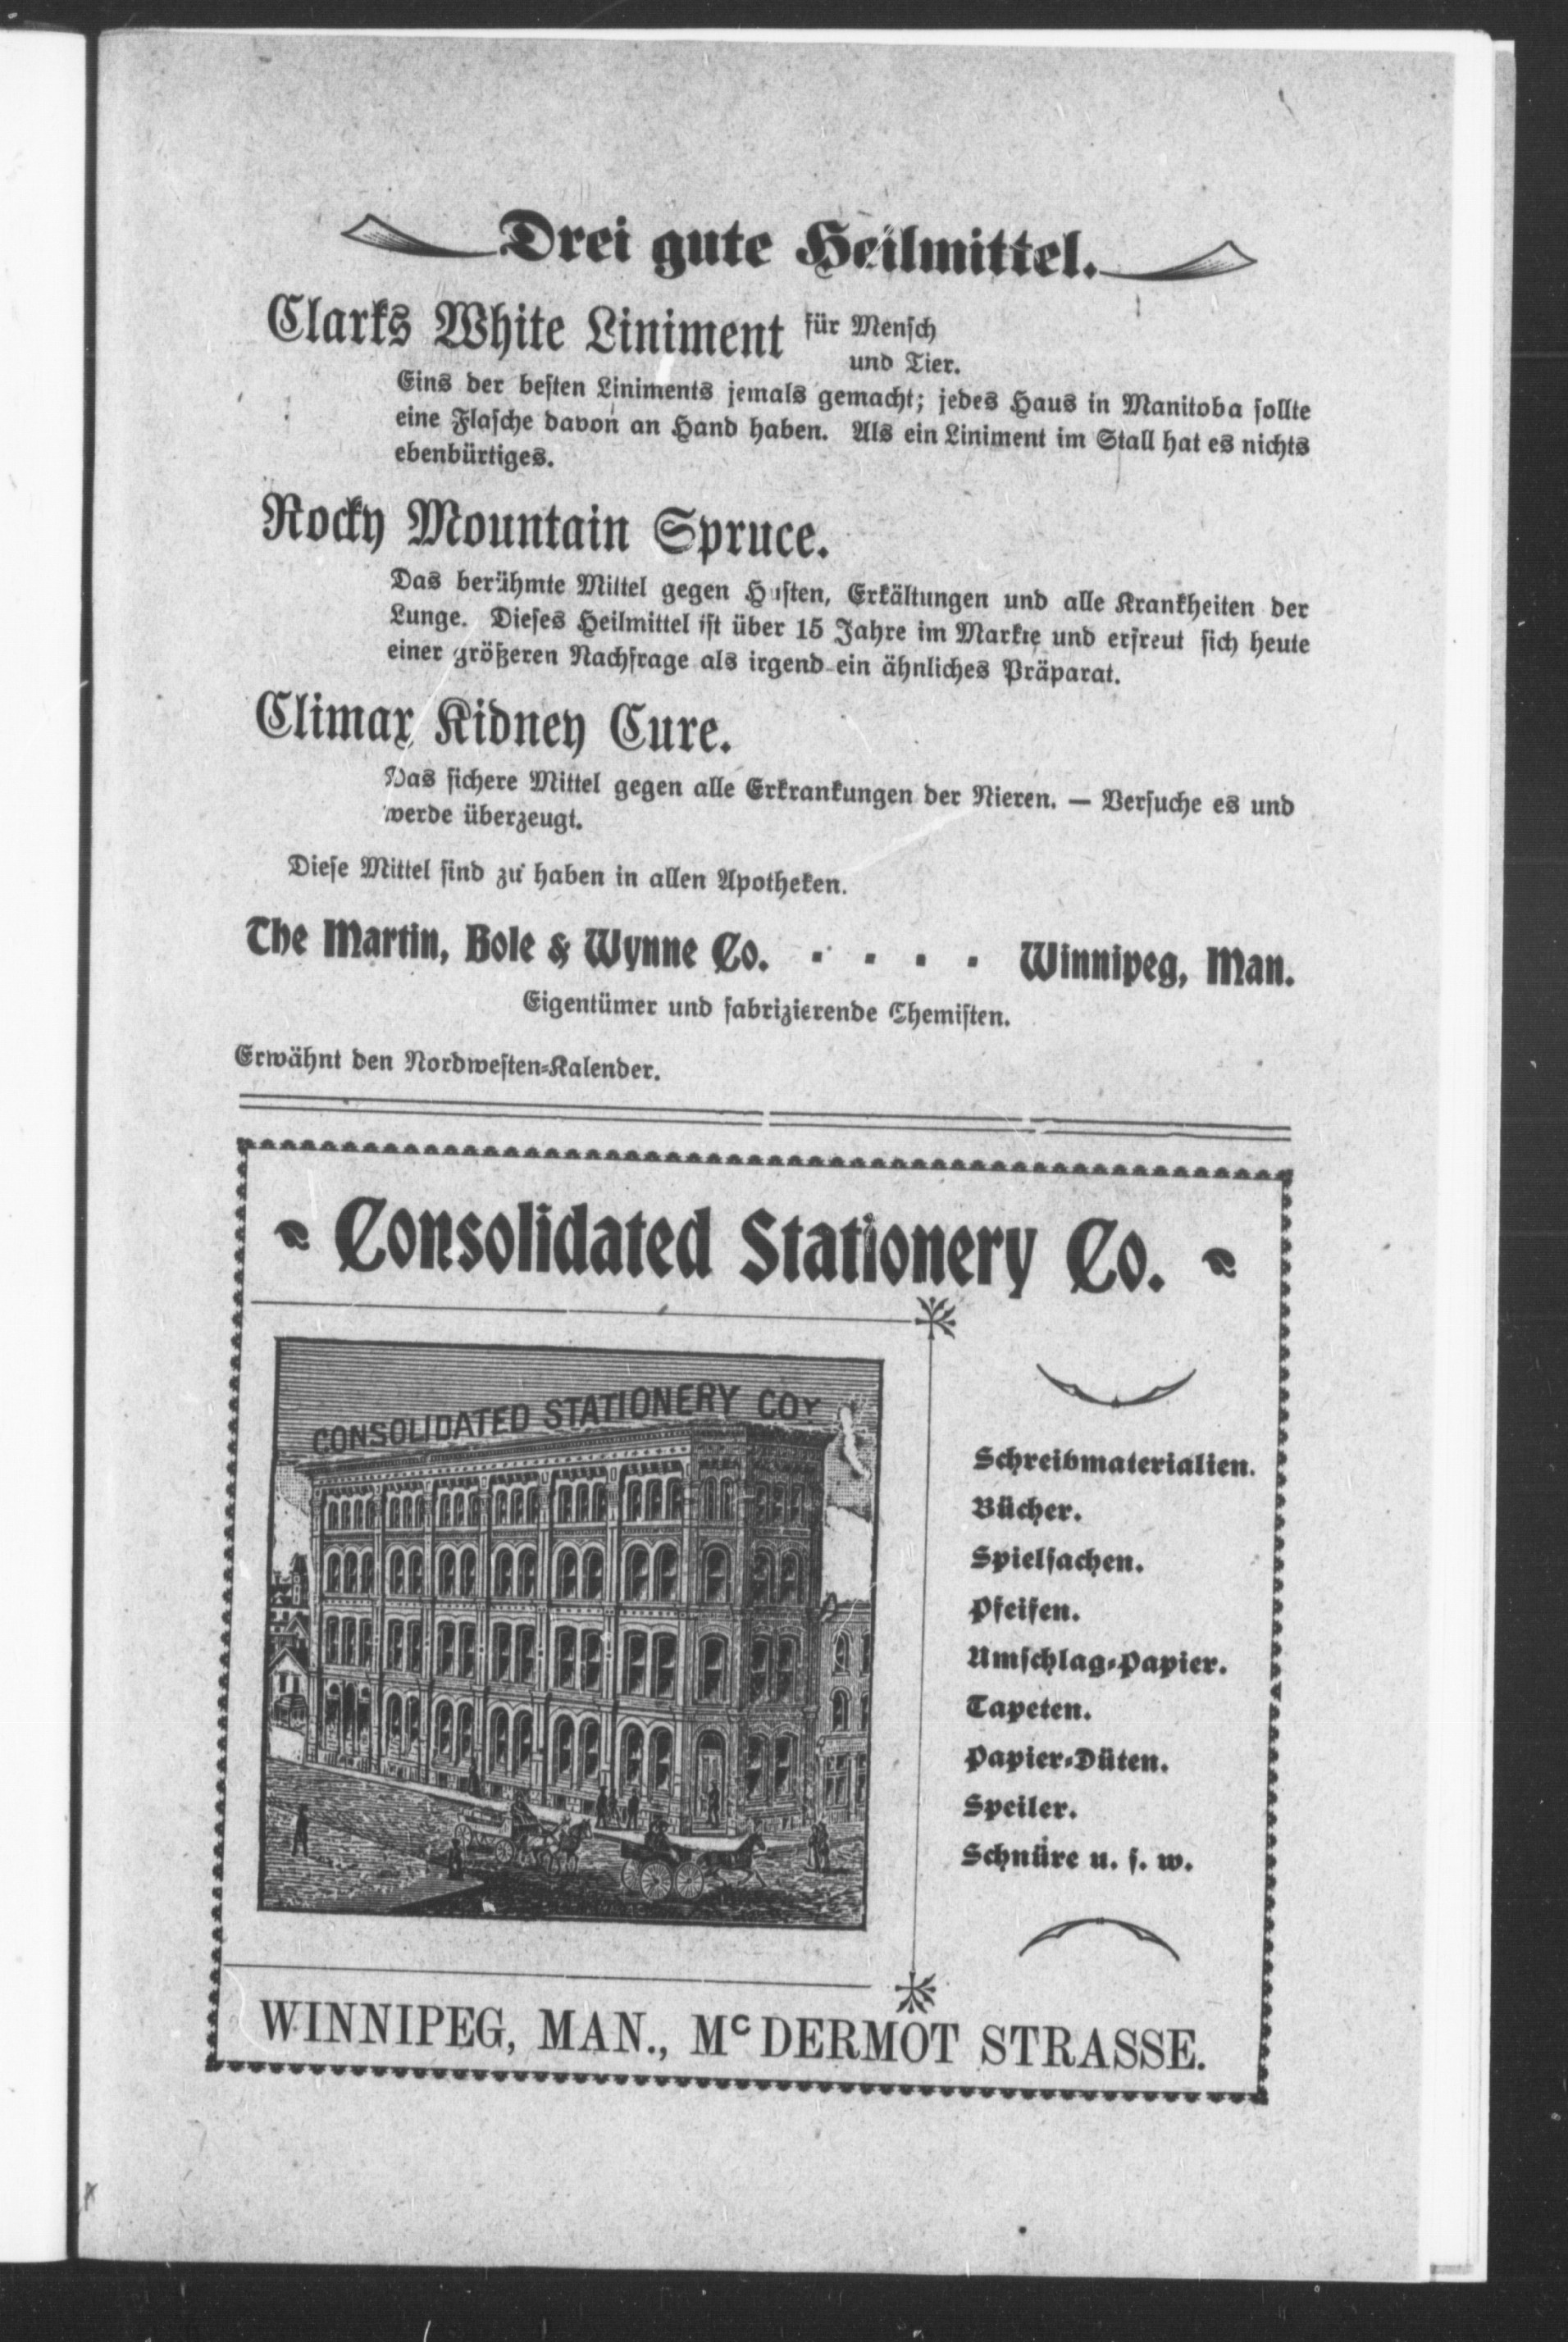 Drei gute Heilmittel.
Clarks White Liniment für Mensch
und Tier.
Eins der besten Liniments jemals gemacht; jedes Haus in Manitoba sollte
eine Flasche davon an Hand haben. Als ein Liniment im Stall hat es nichts
ebenbürtiges.
Rocky Mountain Spruce.
Das berühmte Mittel gegen Husten, Erkältungen und alle Krankheiten der
Lunge. Dieses Heilmittel ist über 15 Jahre im Markte und erfreut sich heute
einer größeren Nachfrage als irgend ein ähnliches Präparat.
Climax Kidney Cure.
Das sichere Mittel gegen alle Erkrankungen der Nieren. — Versuche es und
werde überzeugt.
Diese Mittel sind zu haben in allen Apotheken.
The Martin, Bole & Wynne Co. - - - - Winnipeg, Man.
Eigentümer und fabrizierende Chemisten.
Erwähnt den Nordwesten-Kalender.
Consolidated Stationery Co.
CONSOLIDATED STATIONERY COY
Schreibmaterialien.
Bücher.
Spielsachen.
Pfeifen.
Umschlag-Papier.
Tapeten.
Papier-Düten.
Speiler.
Schnüre u. s. w.
WINNIPEG, MAN., McDERMOT STRASSE.